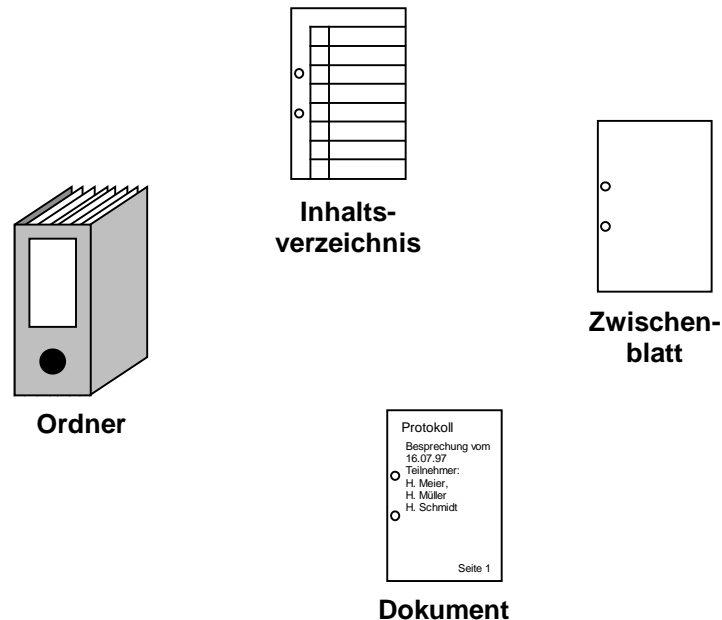 Inhalts-
verzeichnis
Zwischen-
blatt
Ordner
Protokoll
Besprechung vom
16.07.97
Teilnehmer:
H. Meier,
H. Müller
H. Schmidt
Seite 1
Dokument